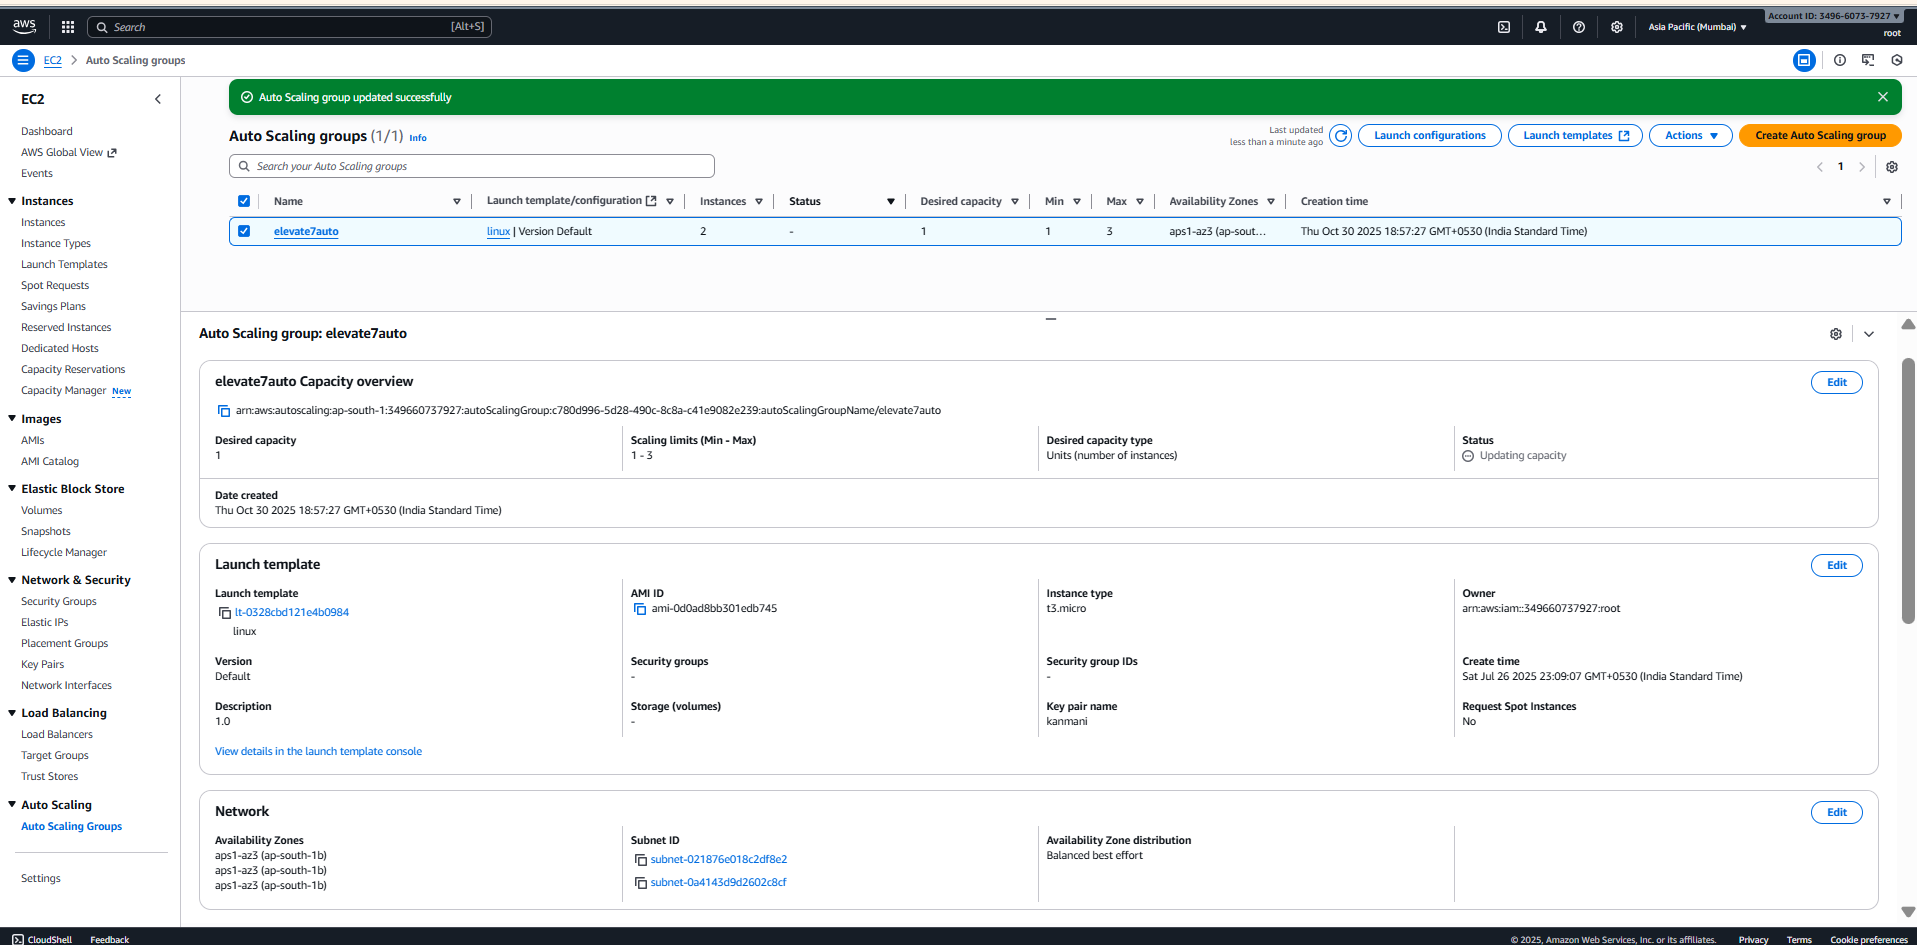 aws
Search [Alt+S]
Asia Pacific (Mumbai)
Account ID: 3496-6073-7927
root
EC2 > Auto Scaling groups
EC2
Dashboard
AWS Global View
Events
Instances
Instances
Instance Types
Launch Templates
Spot Requests
Savings Plans
Reserved Instances
Dedicated Hosts
Capacity Reservations
Capacity Manager New
Images
AMIs
AMI Catalog
Elastic Block Store
Volumes
Snapshots
Lifecycle Manager
Network & Security
Security Groups
Elastic IPs
Placement Groups
Key Pairs
Network Interfaces
Load Balancing
Load Balancers
Target Groups
Trust Stores
Auto Scaling
Auto Scaling Groups
Settings
Auto Scaling group updated successfully
Auto Scaling groups (1/1) Info
Last updated
less than a minute ago
Launch configurations
Launch templates
Actions
Create Auto Scaling group
Search your Auto Scaling groups
1
Name Launch template/configuration Instances Status Desired capacity Min Max Availability Zones Creation time
elevate7auto linux | Version Default 2 - 1 1 3 aps1-az3 (ap-sout... Thu Oct 30 2025 18:57:27 GMT+0530 (India Standard Time)
Auto Scaling group: elevate7auto
elevate7auto Capacity overview
Edit
arn:aws:autoscaling:ap-south-1:349660737927:autoScalingGroup:c780d996-5d28-490c-8c8a-c41e9082e239:autoScalingGroupName/elevate7auto
Desired capacity
1
Scaling limits (Min - Max)
1 - 3
Desired capacity type
Units (number of instances)
Status
Updating capacity
Date created
Thu Oct 30 2025 18:57:27 GMT+0530 (India Standard Time)
Launch template
Edit
Launch template
lt-0328cbd121e4b0984
linux
AMI ID
ami-0d0ad8bb301edb745
Instance type
t3.micro
Owner
arn:aws:iam::349660737927:root
Version
Default
Security groups
-
Security group IDs
-
Create time
Sat Jul 26 2025 23:09:07 GMT+0530 (India Standard Time)
Description
1.0
Storage (volumes)
-
Key pair name
kanmani
Request Spot Instances
No
View details in the launch template console
Network
Edit
Availability Zones
aps1-az3 (ap-south-1b)
aps1-az3 (ap-south-1b)
aps1-az3 (ap-south-1b)
Subnet ID
subnet-021876e018c2df8e2
subnet-0a4143d9d2602c8cf
Availability Zone distribution
Balanced best effort
CloudShell Feedback © 2025, Amazon Web Services, Inc. or its affiliates. Privacy Terms Cookie preferences